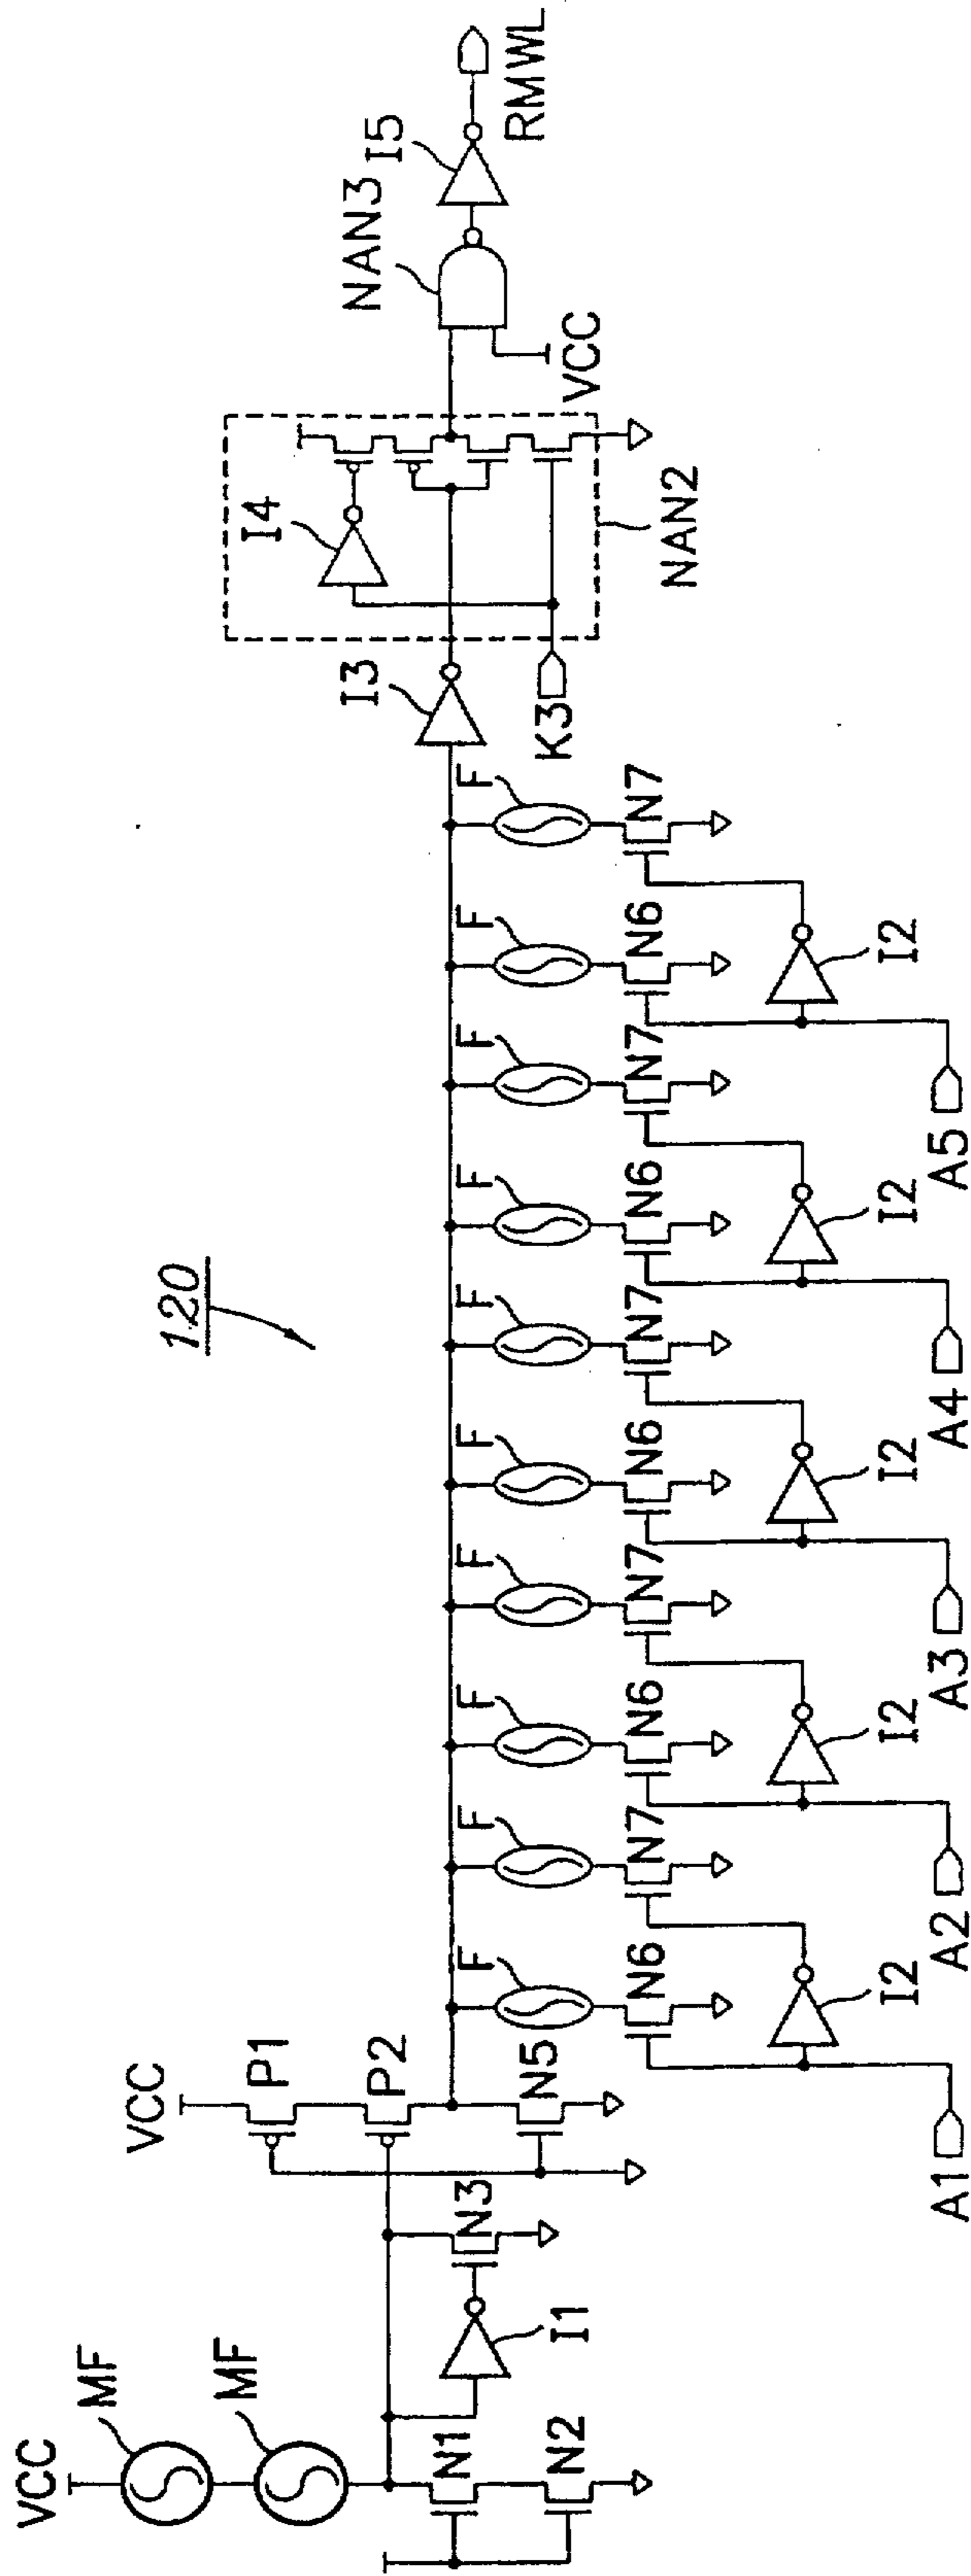 120
VCC
MF
MF
N1
N2
I1
N3
VCC
P1
P2
N5
F
F
F
F
F
F
F
F
F
F
N6
N7
N6
N7
N6
N7
N6
N7
N6
N7
I2
I2
I2
I2
I2
A1
A2
A3
A4
A5
I3
K3
I4
NAN2
NAN3
VCC
I5
RMWL